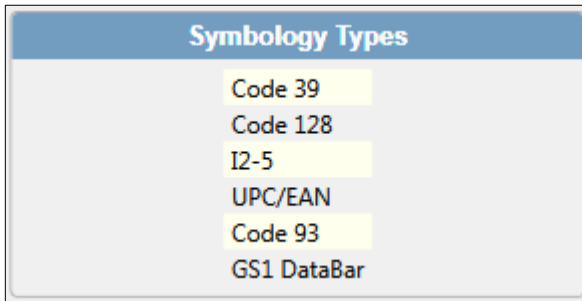 Symbology Types
Code 39
Code 128
I2-5
UPC/EAN
Code 93
GS1 DataBar